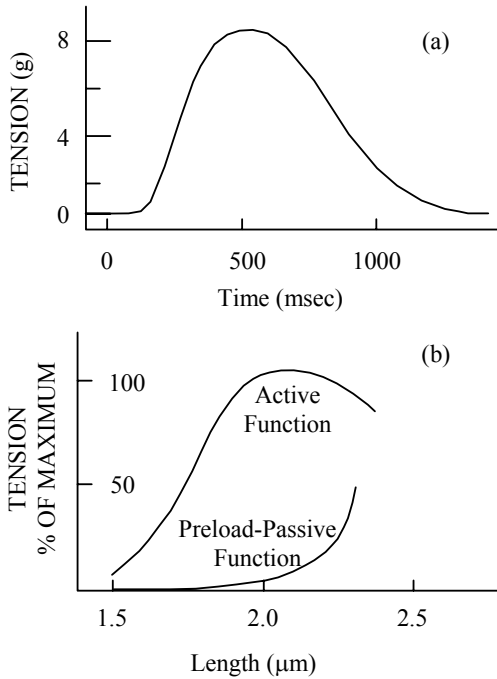 (a)
TENSION (g)
8
4
0
0 500 1000
Time (msec)
(b)
TENSION
% OF MAXIMUM
100
50
Active
Function
Preload-Passive
Function
1.5 2.0 2.5
Length (μm)